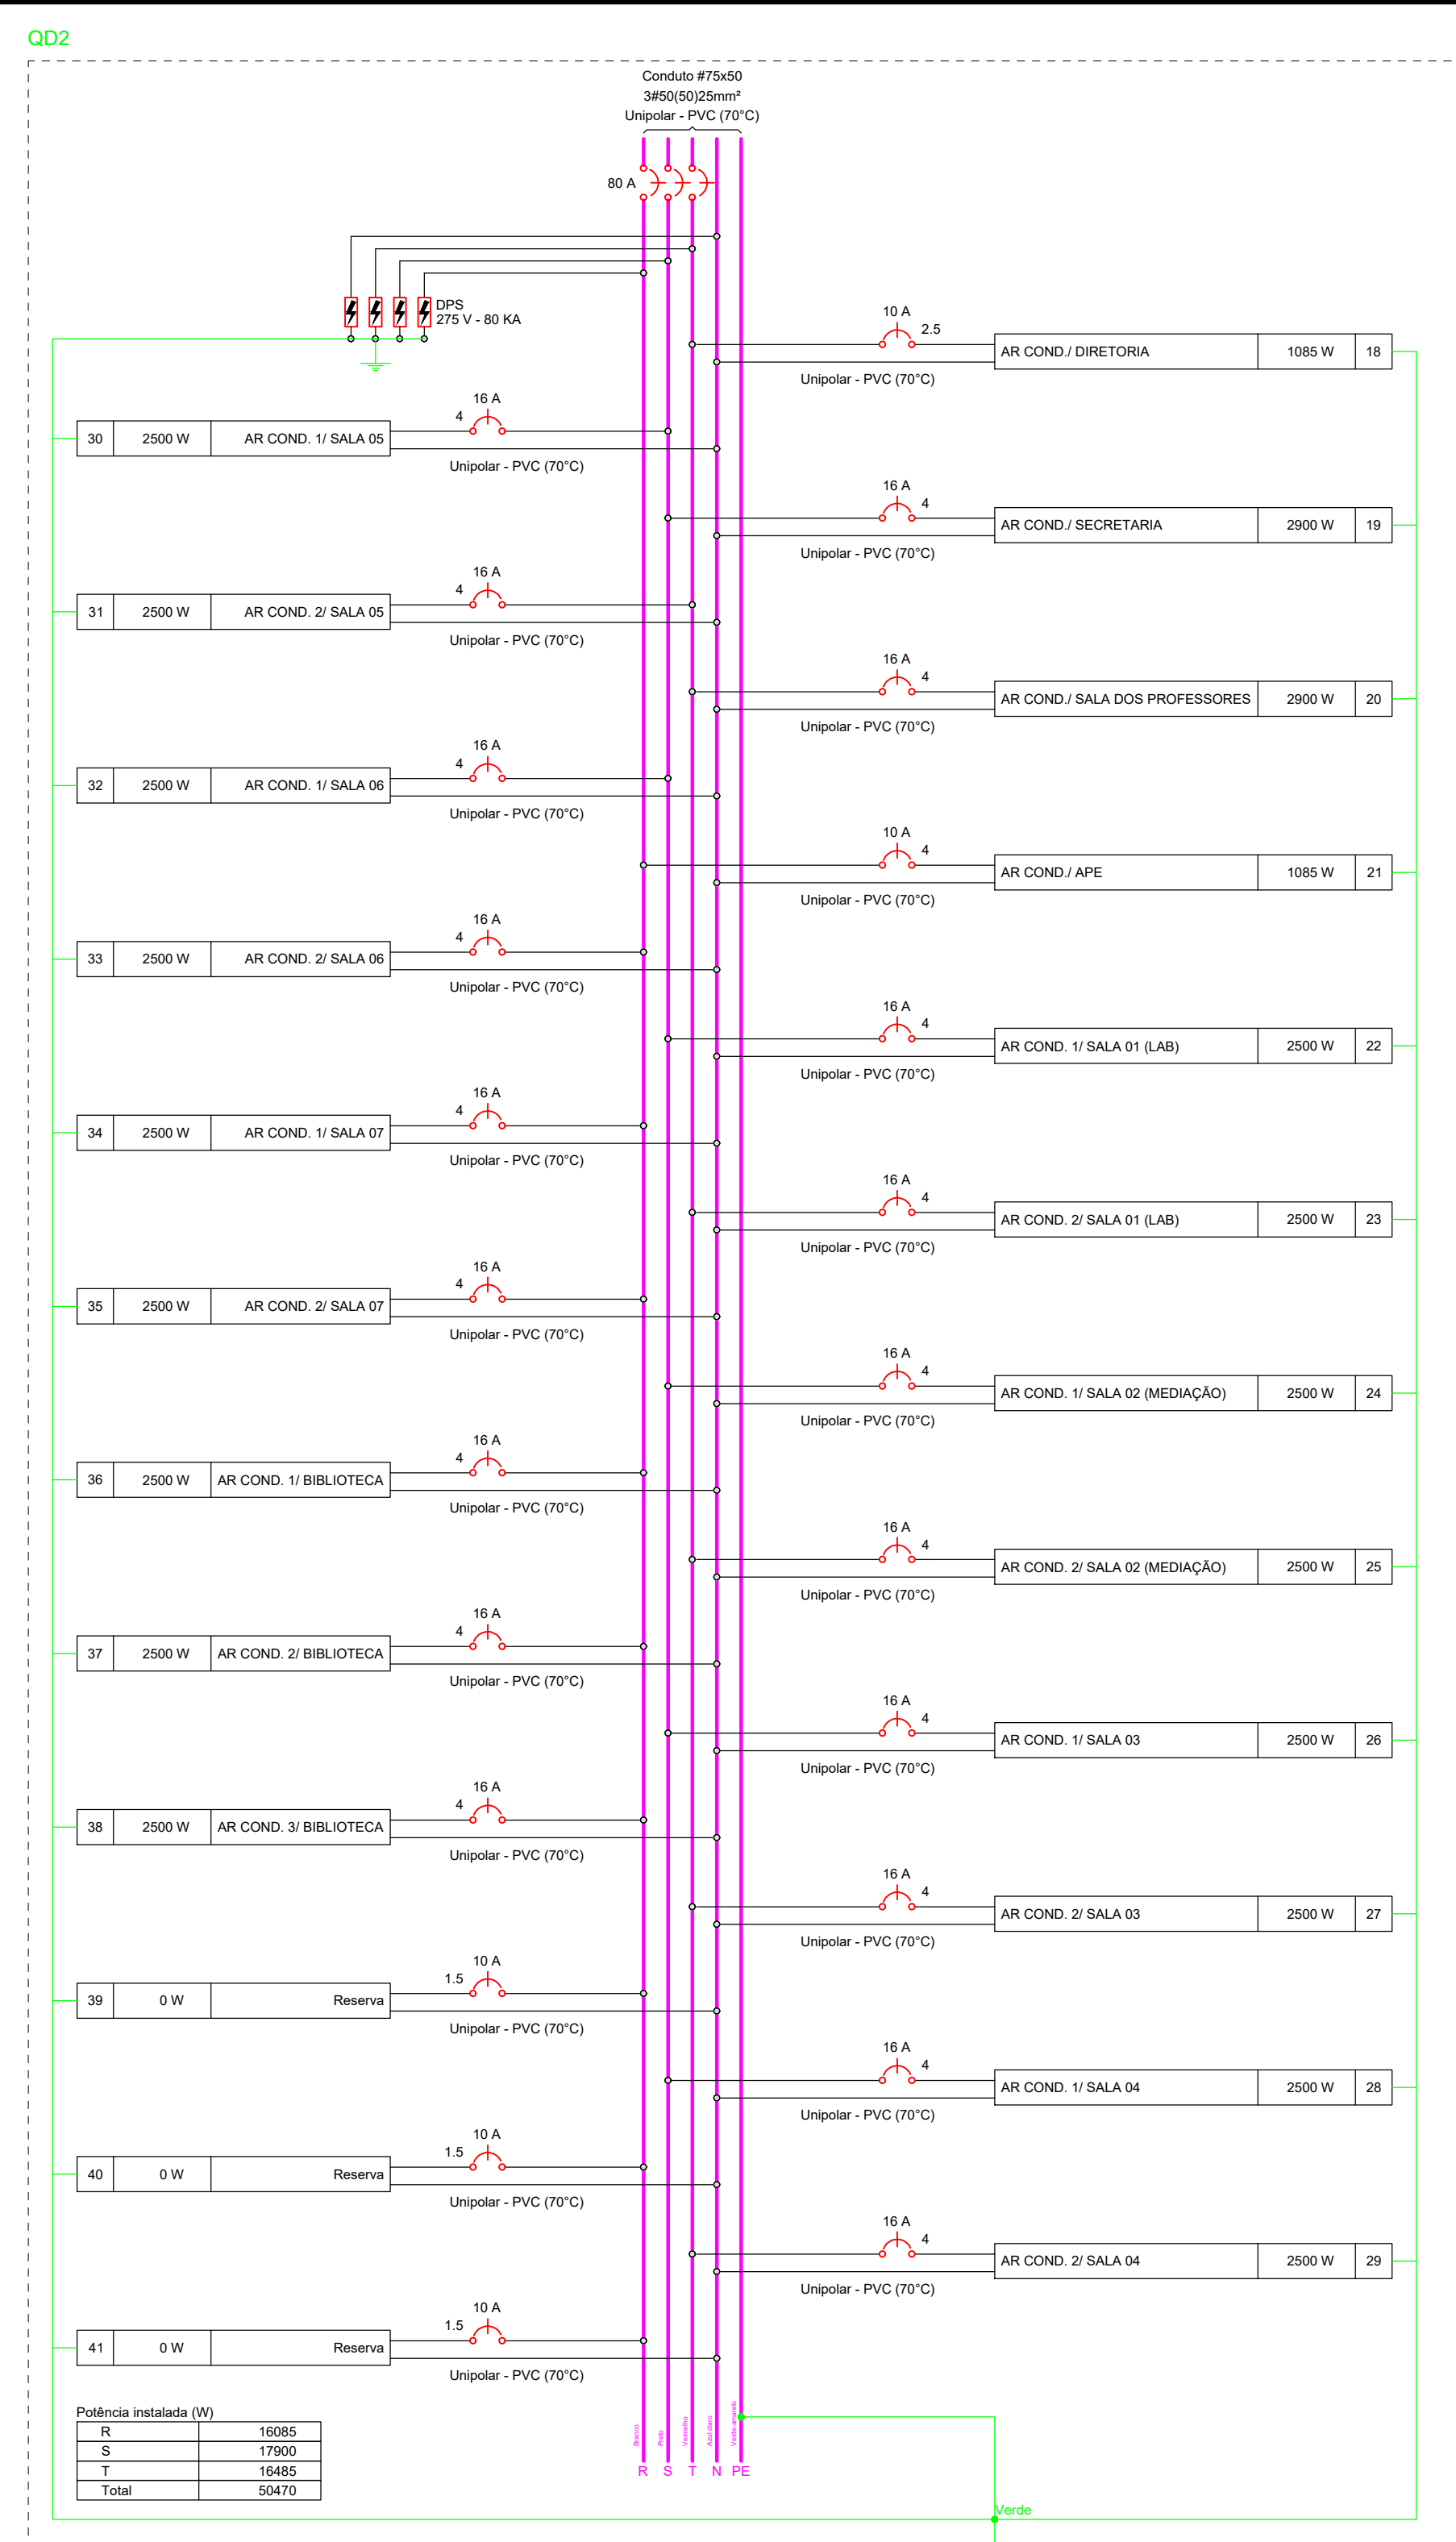 QD2
Conduto #75x50
3#50(50)25mm²
Unipolar - PVC (70°C)
80 A
DPS
275 V - 80 KA
10 A
2.5
AR COND./ DIRETORIA 1085 W 18
Unipolar - PVC (70°C)
16 A
4
30 2500 W AR COND. 1/ SALA 05
Unipolar - PVC (70°C)
16 A
4
AR COND./ SECRETARIA 2900 W 19
Unipolar - PVC (70°C)
16 A
4
31 2500 W AR COND. 2/ SALA 05
Unipolar - PVC (70°C)
16 A
4
AR COND./ SALA DOS PROFESSORES 2900 W 20
Unipolar - PVC (70°C)
16 A
4
32 2500 W AR COND. 1/ SALA 06
Unipolar - PVC (70°C)
10 A
4
AR COND./ APE 1085 W 21
Unipolar - PVC (70°C)
16 A
4
33 2500 W AR COND. 2/ SALA 06
Unipolar - PVC (70°C)
16 A
4
AR COND. 1/ SALA 01 (LAB) 2500 W 22
Unipolar - PVC (70°C)
16 A
4
34 2500 W AR COND. 1/ SALA 07
Unipolar - PVC (70°C)
16 A
4
AR COND. 2/ SALA 01 (LAB) 2500 W 23
Unipolar - PVC (70°C)
16 A
4
35 2500 W AR COND. 2/ SALA 07
Unipolar - PVC (70°C)
16 A
4
AR COND. 1/ SALA 02 (MEDIAÇÃO) 2500 W 24
Unipolar - PVC (70°C)
16 A
4
36 2500 W AR COND. 1/ BIBLIOTECA
Unipolar - PVC (70°C)
16 A
4
AR COND. 2/ SALA 02 (MEDIAÇÃO) 2500 W 25
Unipolar - PVC (70°C)
16 A
4
37 2500 W AR COND. 2/ BIBLIOTECA
Unipolar - PVC (70°C)
16 A
4
AR COND. 1/ SALA 03 2500 W 26
Unipolar - PVC (70°C)
16 A
4
38 2500 W AR COND. 3/ BIBLIOTECA
Unipolar - PVC (70°C)
16 A
4
AR COND. 2/ SALA 03 2500 W 27
Unipolar - PVC (70°C)
10 A
1.5
39 0 W Reserva
Unipolar - PVC (70°C)
16 A
4
AR COND. 1/ SALA 04 2500 W 28
Unipolar - PVC (70°C)
10 A
1.5
40 0 W Reserva
Unipolar - PVC (70°C)
16 A
4
AR COND. 2/ SALA 04 2500 W 29
Unipolar - PVC (70°C)
10 A
1.5
41 0 W Reserva
Unipolar - PVC (70°C)
Potência instalada (W)
R 16085
S 17900
T 16485
Total 50470
Branco
Preto
Vermelho
Azul claro
Verde-amarelo
R S T N PE
Verde